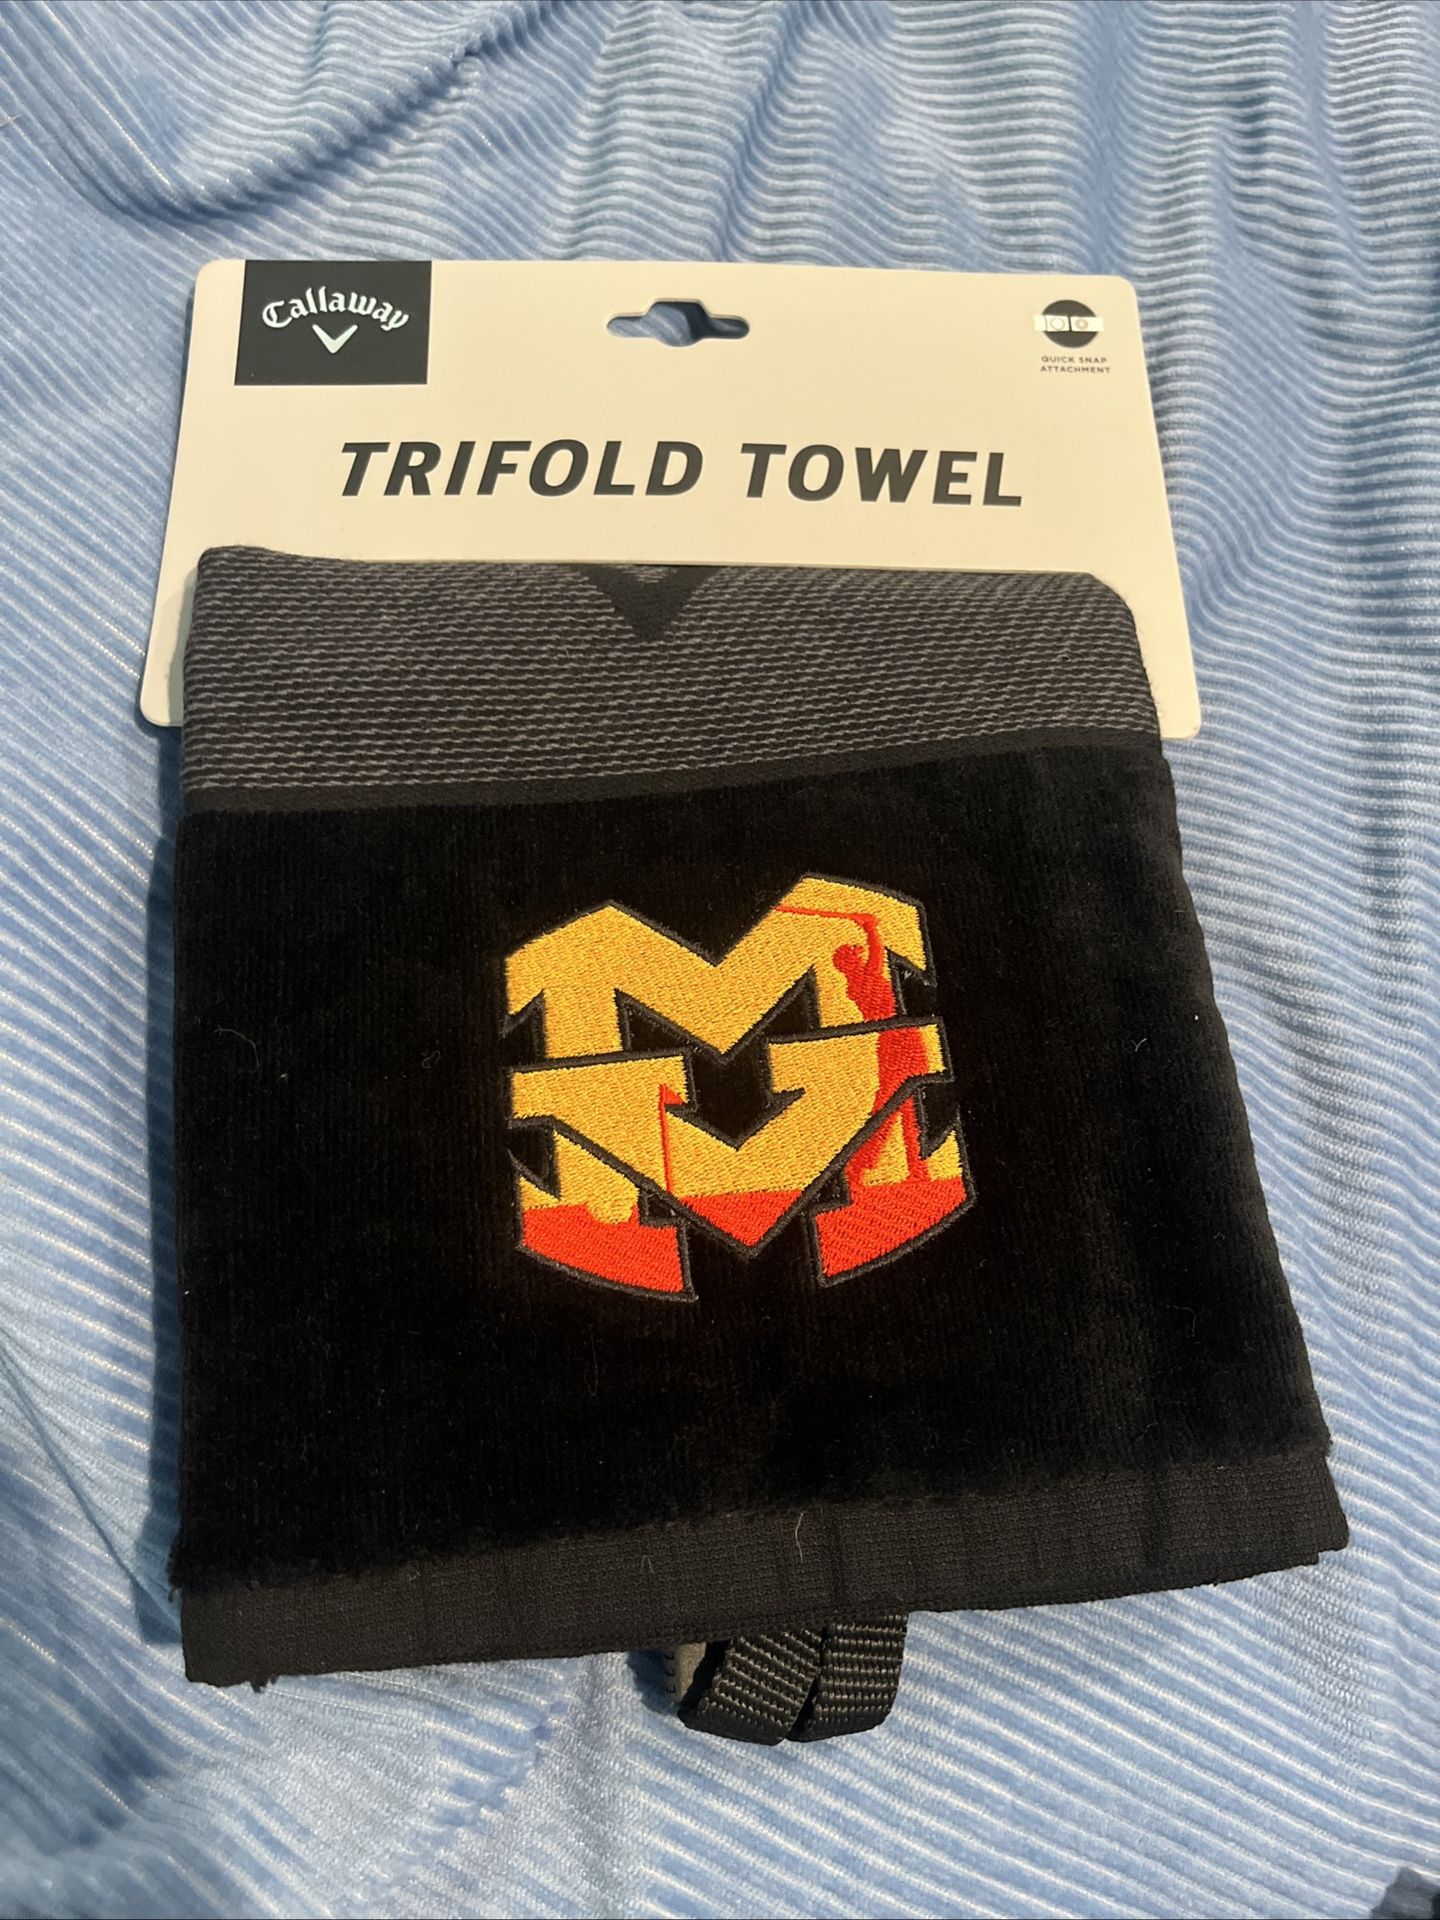 Callaway
QUICK SNAP
ATTACHMENT
TRIFOLD TOWEL